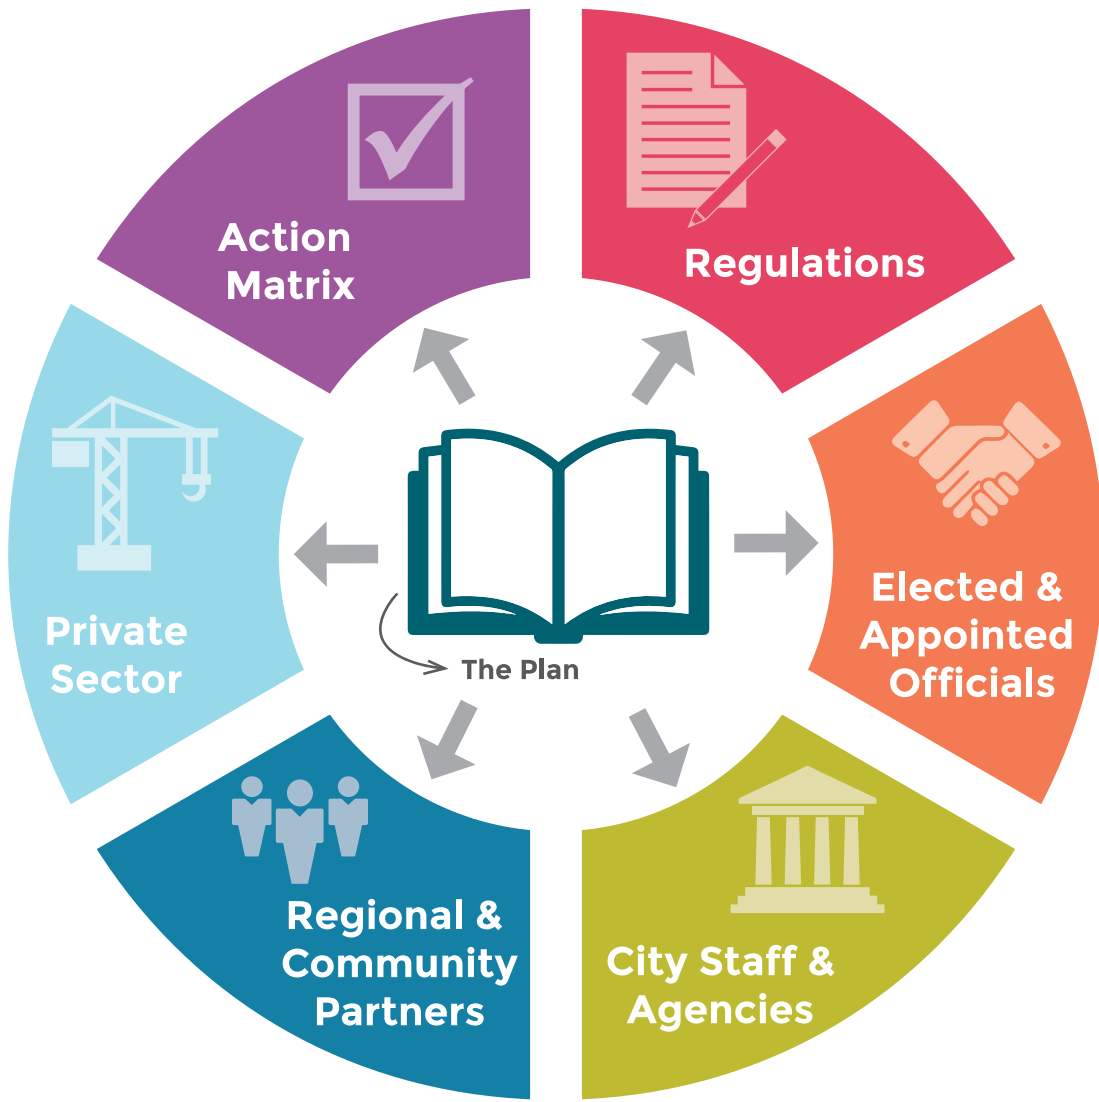 Action
Matrix
Regulations
Elected &
Appointed
Officials
City Staff &
Agencies
Regional &
Community
Partners
Private
Sector
The Plan